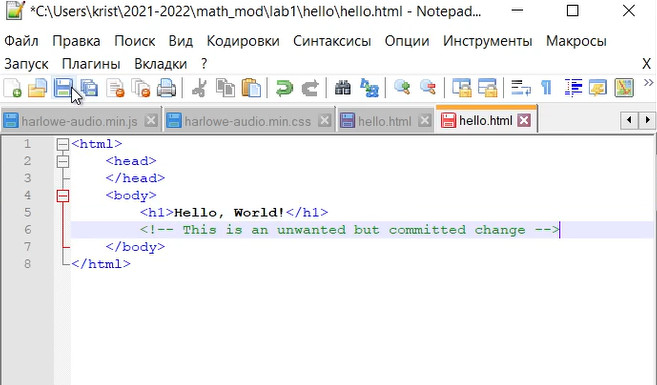 *C:\Users\krist\2021-2022\math_mod\lab1\hello\hello.html - Notepad...
Файл Правка Поиск Вид Кодировки Синтаксисы Опции Инструменты Макросы
Запуск Плагины Вкладки ? X
harlowe-audio.min.js harlowe-audio.min.css hello.html hello.html
1 <html>
2 <head>
3 </head>
4 <body>
5 <h1>Hello, World!</h1>
6 <!-- This is an unwanted but committed change -->
7 </body>
8 </html>